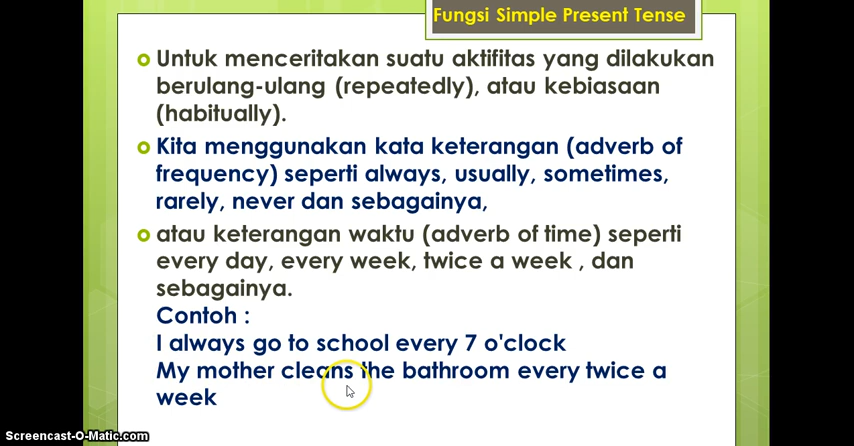 Fungsi Simple Present Tense
Untuk menceritakan suatu aktifitas yang dilakukan
berulang-ulang (repeatedly), atau kebiasaan
(habitually).
Kita menggunakan kata keterangan (adverb of
frequency) seperti always, usually, sometimes,
rarely, never dan sebagainya,
atau keterangan waktu (adverb of time) seperti
every day, every week, twice a week , dan
sebagainya.
Contoh :
I always go to school every 7 o'clock
My mother cleans the bathroom every twice a
week
Screencast-O-Matic.com